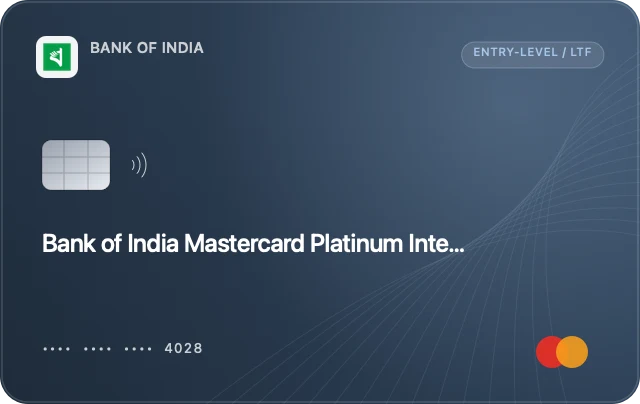 BANK OF INDIA
ENTRY-LEVEL / LTF
Bank of India Mastercard Platinum Inte...
•••• •••• •••• 4028